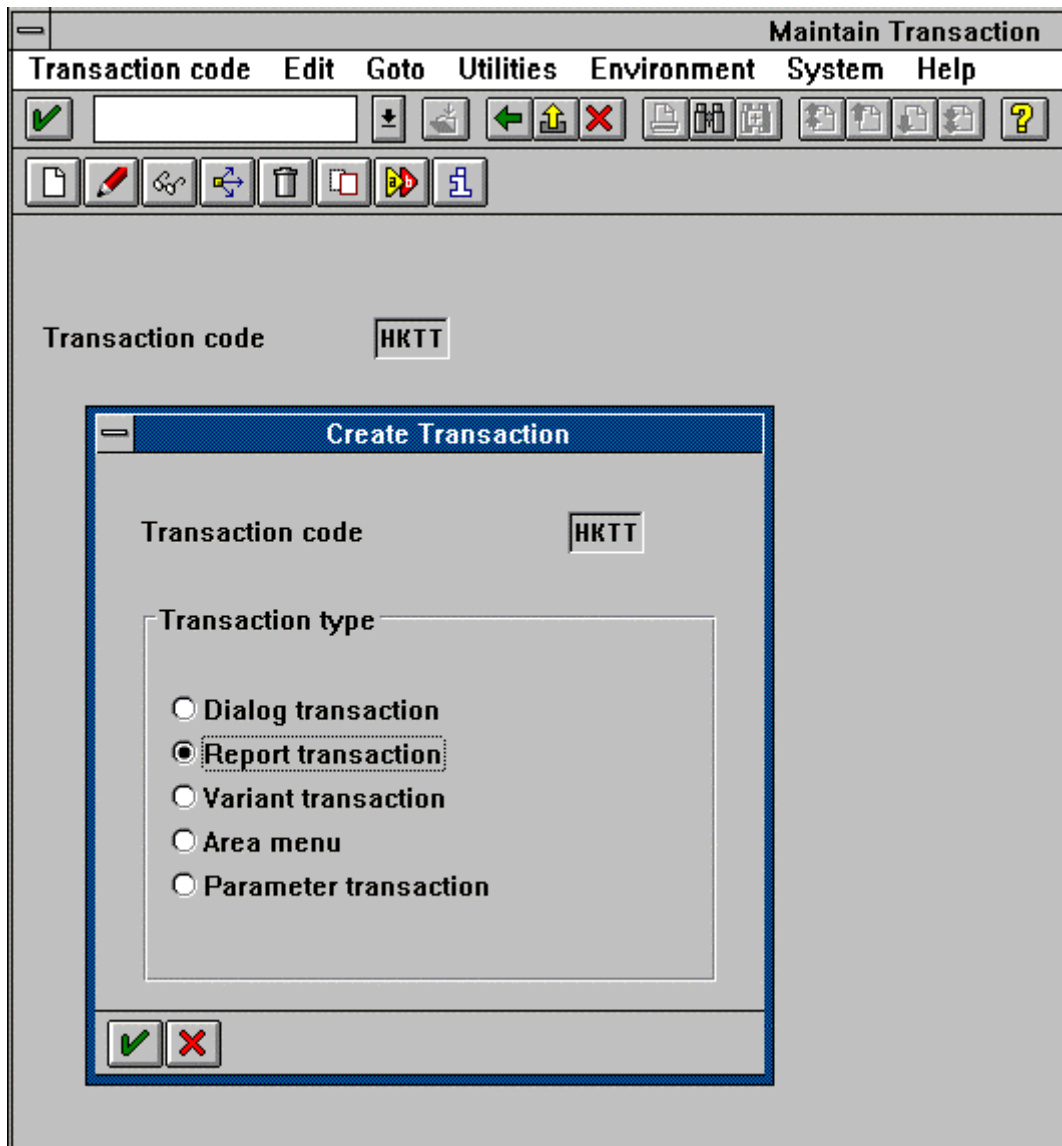 Maintain Transaction
Transaction code Edit Goto Utilities Environment System Help
Transaction code HKTT
Create Transaction
Transaction code HKTT
Transaction type
Dialog transaction
Report transaction
Variant transaction
Area menu
Parameter transaction